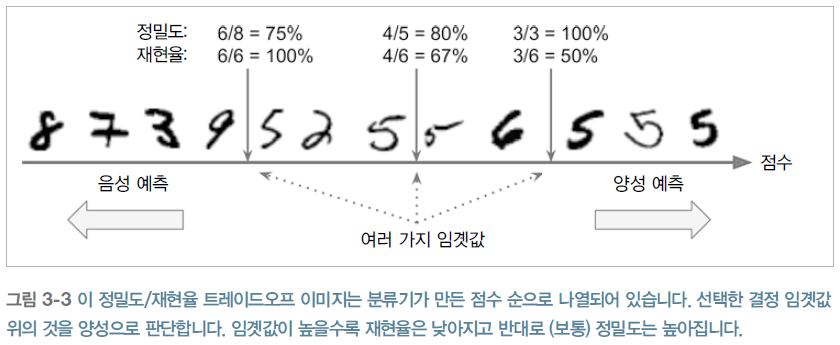 정밀도: 6/8 = 75% 4/5 = 80% 3/3 = 100%
재현율: 6/6 = 100% 4/6 = 67% 3/6 = 50%
8 7 3 9 5 2 5 5 6 5 5 5
점수
음성 예측 양성 예측
여러 가지 임곗값
그림 3-3 이 정밀도/재현율 트레이드오프 이미지는 분류기가 만든 점수 순으로 나열되어 있습니다. 선택한 결정 임곗값
위의 것을 양성으로 판단합니다. 임곗값이 높을수록 재현율은 낮아지고 반대로 (보통) 정밀도는 높아집니다.